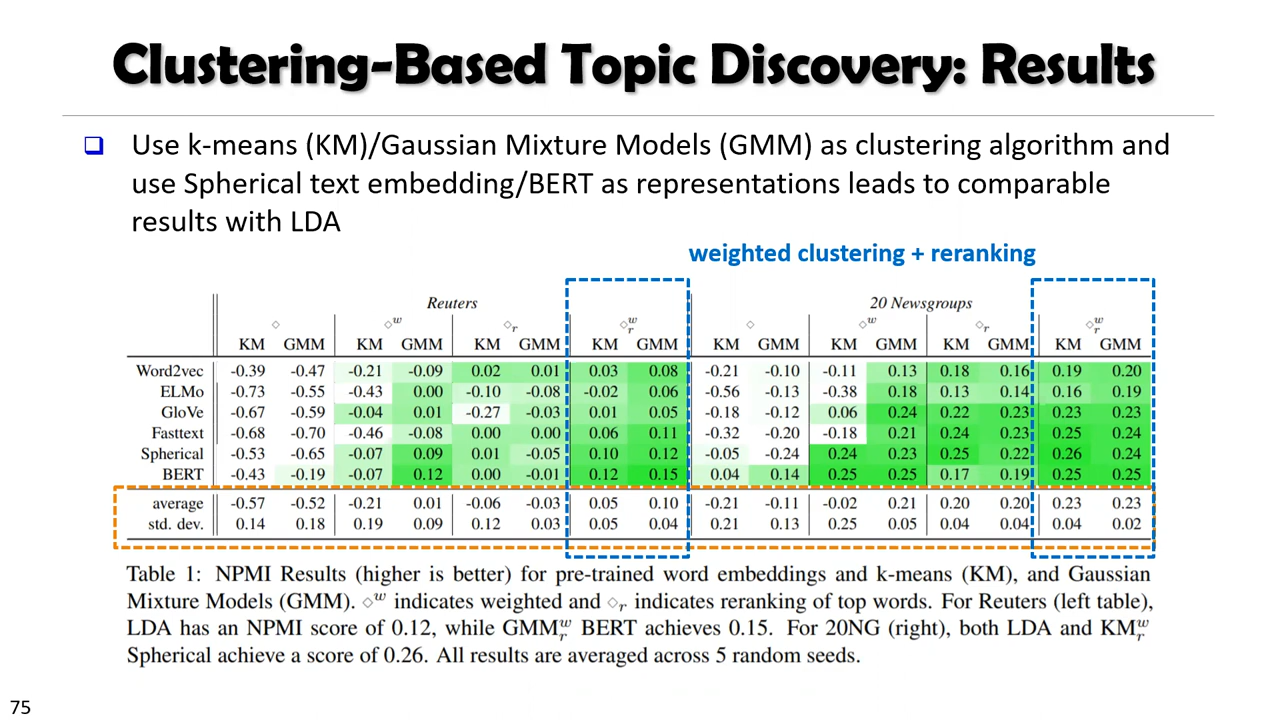 Clustering-Based Topic Discovery: Results
❑ Use k-means (KM)/Gaussian Mixture Models (GMM) as clustering algorithm and
use Spherical text embedding/BERT as representations leads to comparable
results with LDA
weighted clustering + reranking
Reuters 20 Newsgroups
◇ ◇^w ◇_r ◇^w_r ◇ ◇^w ◇_r ◇^w_r
KM GMM KM GMM KM GMM KM GMM KM GMM KM GMM KM GMM KM GMM
Word2vec -0.39 -0.47 -0.21 -0.09 0.02 0.01 0.03 0.08 -0.21 -0.10 -0.11 0.13 0.18 0.16 0.19 0.20
ELMo -0.73 -0.55 -0.43 0.00 -0.10 -0.08 -0.02 0.06 -0.56 -0.13 -0.38 0.18 0.13 0.14 0.16 0.19
GloVe -0.67 -0.59 -0.04 0.01 -0.27 -0.03 0.01 0.05 -0.18 -0.12 0.06 0.24 0.22 0.23 0.23 0.23
Fasttext -0.68 -0.70 -0.46 -0.08 0.00 0.00 0.06 0.11 -0.32 -0.20 -0.18 0.21 0.24 0.23 0.25 0.24
Spherical -0.53 -0.65 -0.07 0.09 0.01 -0.05 0.10 0.12 -0.05 -0.24 0.24 0.23 0.25 0.22 0.26 0.24
BERT -0.43 -0.19 -0.07 0.12 0.00 -0.01 0.12 0.15 0.04 0.14 0.25 0.25 0.17 0.19 0.25 0.25
average -0.57 -0.52 -0.21 0.01 -0.06 -0.03 0.05 0.10 -0.21 -0.11 -0.02 0.21 0.20 0.20 0.23 0.23
std. dev. 0.14 0.18 0.19 0.09 0.12 0.03 0.05 0.04 0.21 0.13 0.25 0.05 0.04 0.04 0.04 0.02
Table 1: NPMI Results (higher is better) for pre-trained word embeddings and k-means (KM), and Gaussian
Mixture Models (GMM). ◇^w indicates weighted and ◇_r indicates reranking of top words. For Reuters (left table),
LDA has an NPMI score of 0.12, while GMM^w_r BERT achieves 0.15. For 20NG (right), both LDA and KM^w_r
Spherical achieve a score of 0.26. All results are averaged across 5 random seeds.
75